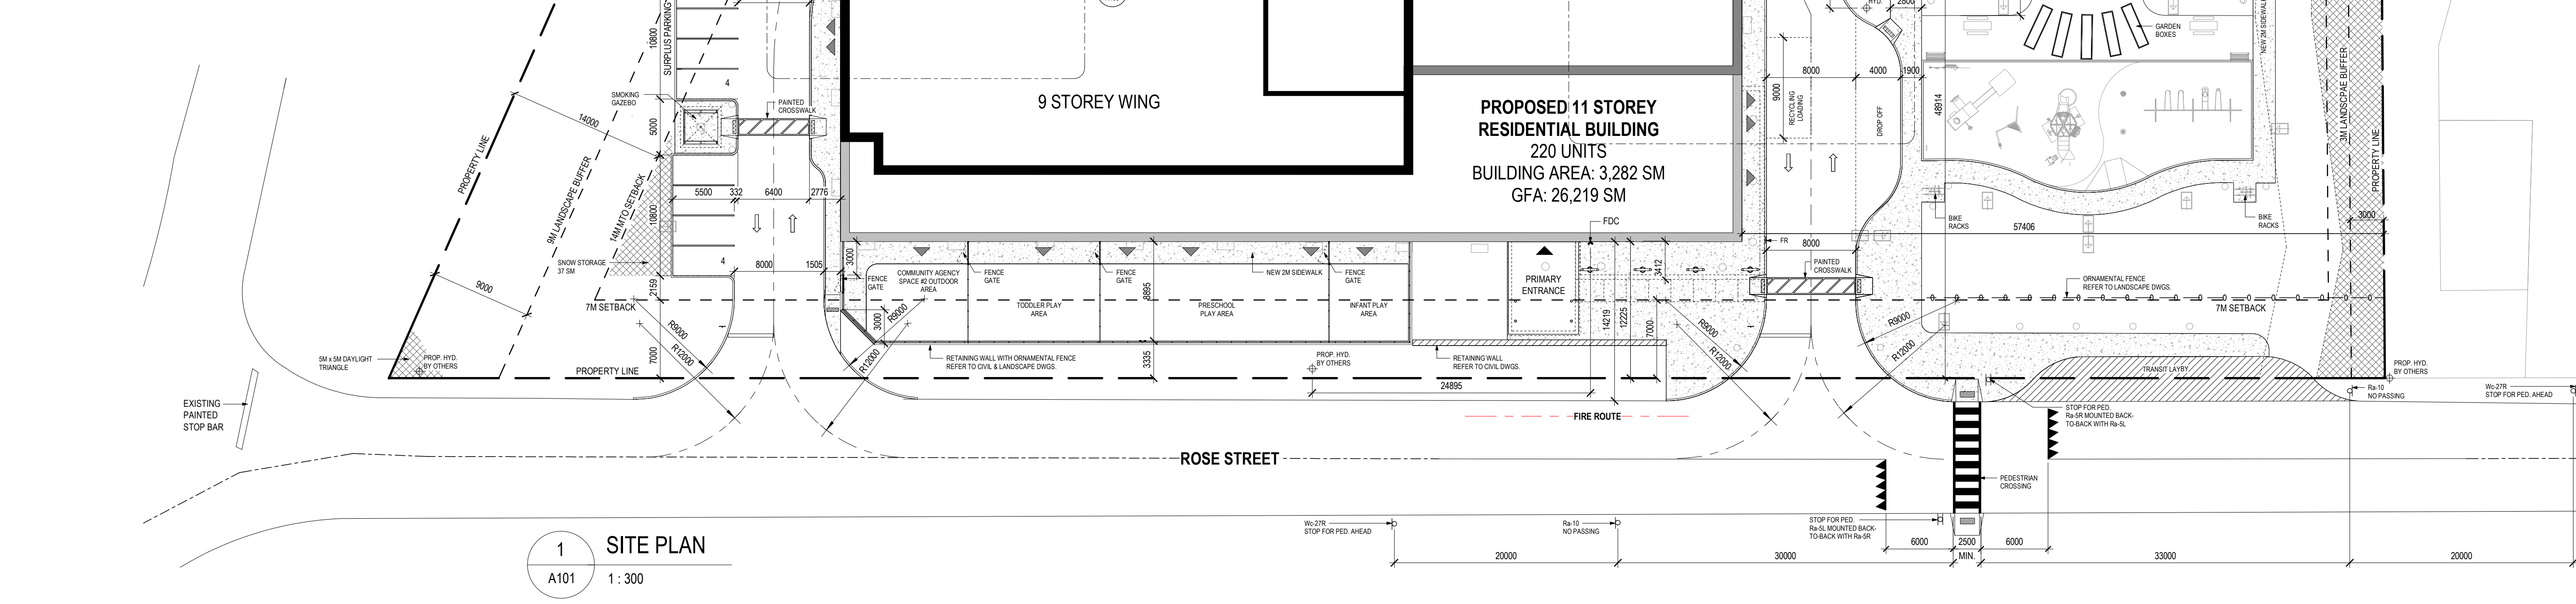 HYD.
2800
GARDEN
BOXES
NEW 2M SIDEWALK
10800
SURPLUS PARKING
4
SMOKING
GAZEBO
PAINTED
CROSSWALK
9 STOREY WING
PROPOSED 11 STOREY
RESIDENTIAL BUILDING
220 UNITS
BUILDING AREA: 3,282 SM
GFA: 26,219 SM
8000
4000
1900
9000
RECYCLING
LOADING
DROP OFF
48914
3M LANDSCPAE BUFFER
PROPERTY LINE
14000
5000
PROPERTY LINE
9M LANDSCAPE BUFFER
14M MTO SETBACK
5500
332
6400
2776
10800
SNOW STORAGE
37 SM
4
8000
1505
9000
2159
7M SETBACK
3000
FENCE
GATE
COMMUNITY AGENCY
SPACE #2 OUTDOOR
AREA
FENCE
GATE
FENCE
GATE
NEW 2M SIDEWALK
FENCE
GATE
8895
TODDLER PLAY
AREA
PRESCHOOL
PLAY AREA
INFANT PLAY
AREA
PRIMARY
ENTRANCE
FDC
3412
FR
8000
PAINTED
CROSSWALK
BIKE
RACKS
57406
BIKE
RACKS
3000
ORNAMENTAL FENCE
REFER TO LANDSCAPE DWGS.
7M SETBACK
R9000
R12000
7000
R9000
3000
R12000
14219
12225
7000
R9000
R12000
R9000
R12000
5M x 5M DAYLIGHT
TRIANGLE
PROP. HYD.
BY OTHERS
PROPERTY LINE
RETAINING WALL WITH ORNAMENTAL FENCE
REFER TO CIVIL & LANDSCAPE DWGS.
3335
PROP. HYD.
BY OTHERS
RETAINING WALL
REFER TO CIVIL DWGS.
24895
TRANSIT LAYBY
PROP. HYD.
BY OTHERS
Ra-10
NO PASSING
Wc-27R
STOP FOR PED. AHEAD
EXISTING
PAINTED
STOP BAR
FIRE ROUTE
STOP FOR PED.
Ra-5R MOUNTED BACK-
TO-BACK WITH Ra-5L
ROSE STREET
PEDESTRIAN
CROSSING
Wc-27R
STOP FOR PED. AHEAD
Ra-10
NO PASSING
STOP FOR PED.
Ra-5L MOUNTED BACK-
TO-BACK WITH Ra-5R
20000
30000
6000
2500
MIN.
6000
33000
20000
1
A101
SITE PLAN
1 : 300